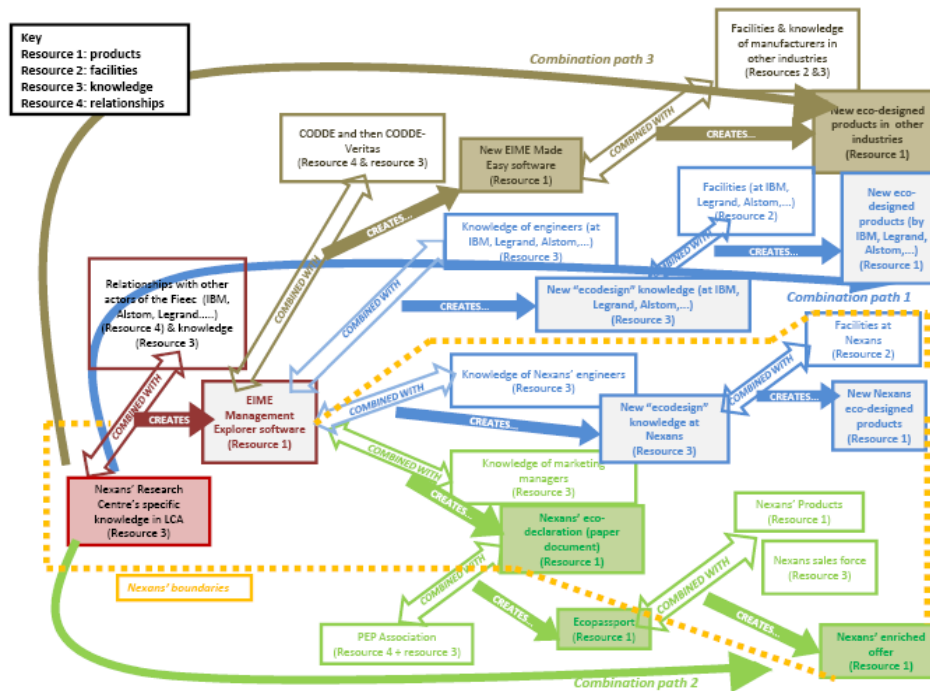 Key
Resource 1: products
Resource 2: facilities
Resource 3: knowledge
Resource 4: relationships
Combination path 3
Facilities & knowledge
of manufacturers in
other industries
(Resources 2 &3)
COMBINED WITH
CREATES...
New eco-designed
products in other
industries
(Resource 1)
CODDE and then CODDE-
Veritas
(Resource 4 & resource 3)
New EIME Made
Easy software
(Resource 1)
CREATES...
COMBINED WITH
Knowledge of engineers (at
IBM, Legrand, Alstom,...)
(Resource 3)
Facilities (at IBM,
Legrand, Alstom,...)
(Resource 2)
COMBINED WITH
CREATES...
New eco-
designed
products (by
IBM, Legrand,
Alstom,...)
(Resource 1)
Combination path 1
Relationships with other
actors of the Fieec (IBM,
Alstom, Legrand.....)
(Resource 4) & knowledge
(Resource 3)
COMBINED WITH
CREATES...
New "ecodesign" knowledge (at IBM,
Legrand, Alstom,...)
(Resource 3)
COMBINED WITH
CREATES
EIME
Management
Explorer software
(Resource 1)
COMBINED WITH
Knowledge of Nexans' engineers
(Resource 3)
CREATES...
New "ecodesign"
knowledge at
Nexans
(Resource 3)
COMBINED WITH
Facilities at
Nexans
(Resource 2)
CREATES...
New Nexans
eco-designed
products
(Resource 1)
Nexans' Research
Centre's specific
knowledge in LCA
(Resource 3)
COMBINED WITH
Knowledge of marketing
managers
(Resource 3)
CREATES...
Nexans' eco-
declaration (paper
document)
(Resource 1)
Nexans' Products
(Resource 1)
Nexans sales force
(Resource 3)
COMBINED WITH
Nexans' boundaries
COMBINED WITH
CREATES...
PEP Association
(Resource 4 + resource 3)
Ecopassport
(Resource 1)
CREATES...
Nexans' enriched
offer
(Resource 1)
Combination path 2